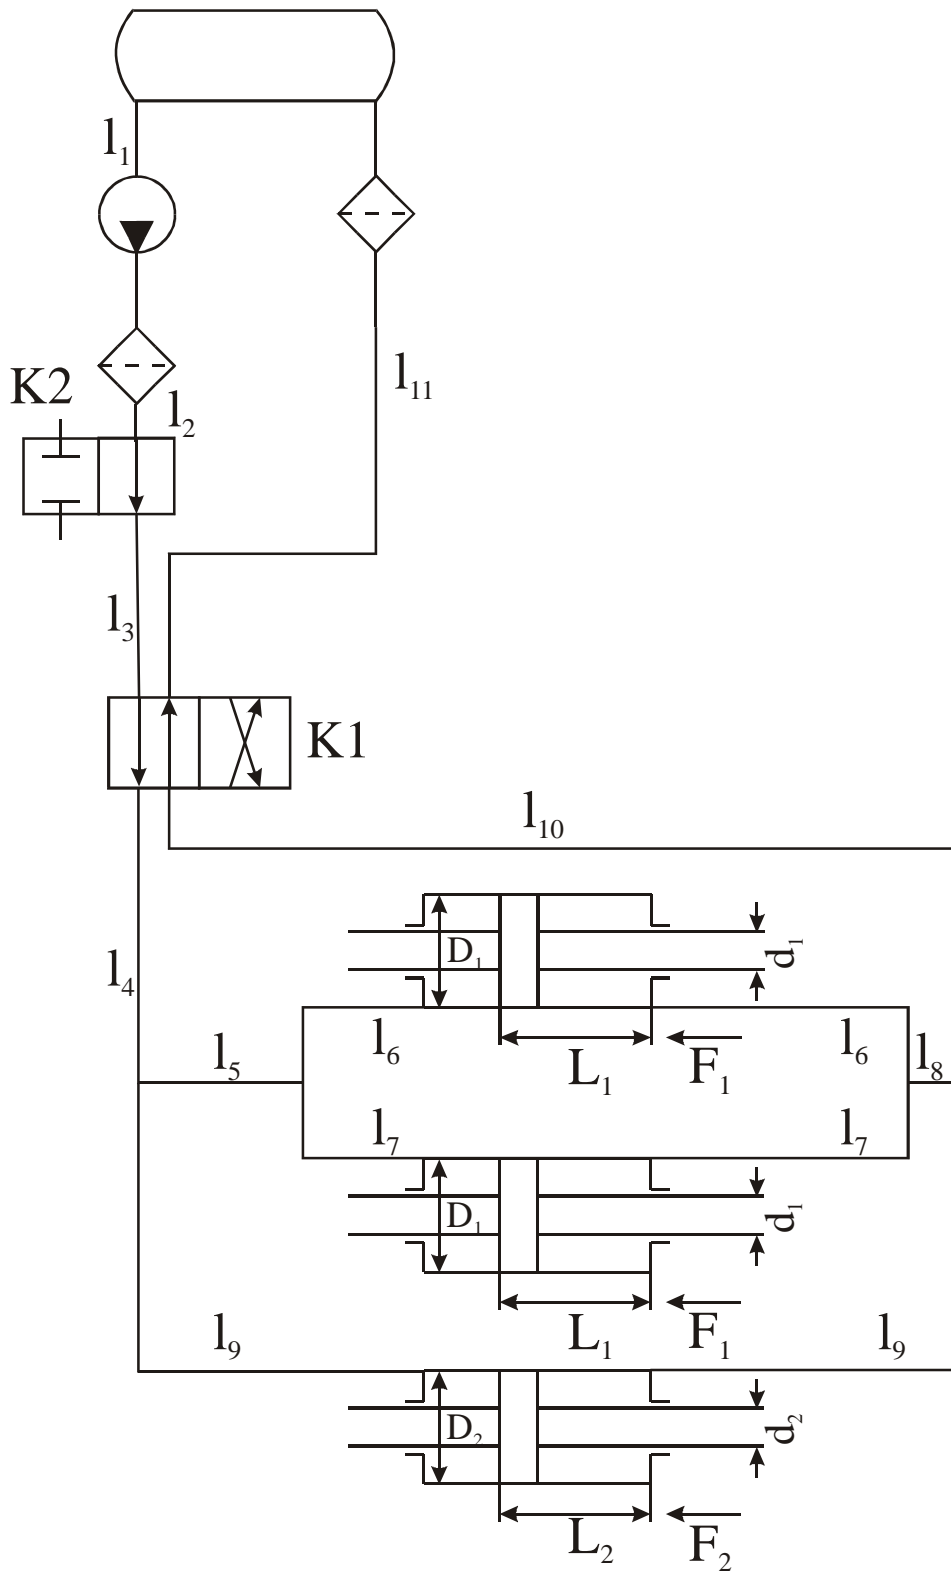 l₁
K2
l₂
l₁₁
l₃
K1
l₁₀
D₁
d₁
l₄
l₅
l₆
L₁
F₁
l₆
l₈
l₇
l₇
D₁
d₁
L₁
F₁
l₉
l₉
D₂
d₂
L₂
F₂